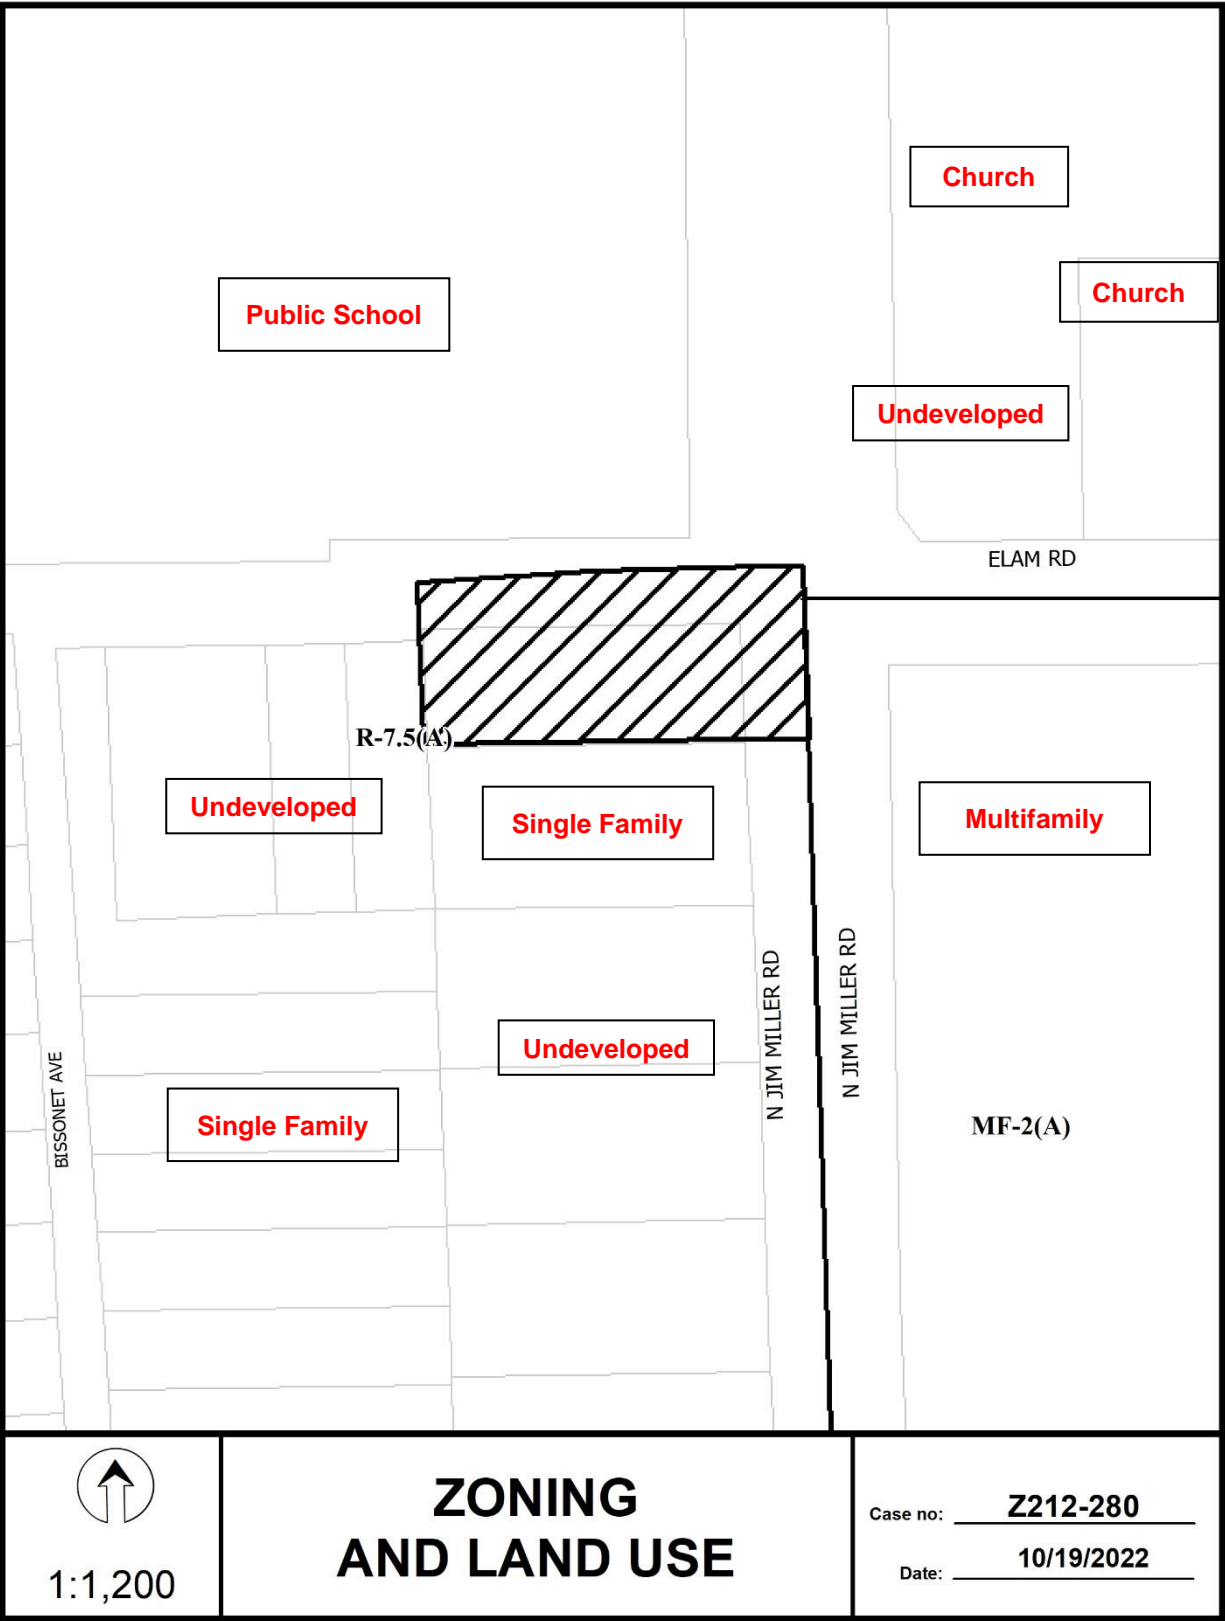 Church
Church
Public School
Undeveloped
ELAM RD
R-7.5(A)
Undeveloped
Single Family
Multifamily
N JIM MILLER RD
N JIM MILLER RD
Undeveloped
BISSONET AVE
Single Family
MF-2(A)
1:1,200
ZONING
AND LAND USE
Case no: Z212-280
Date: 10/19/2022